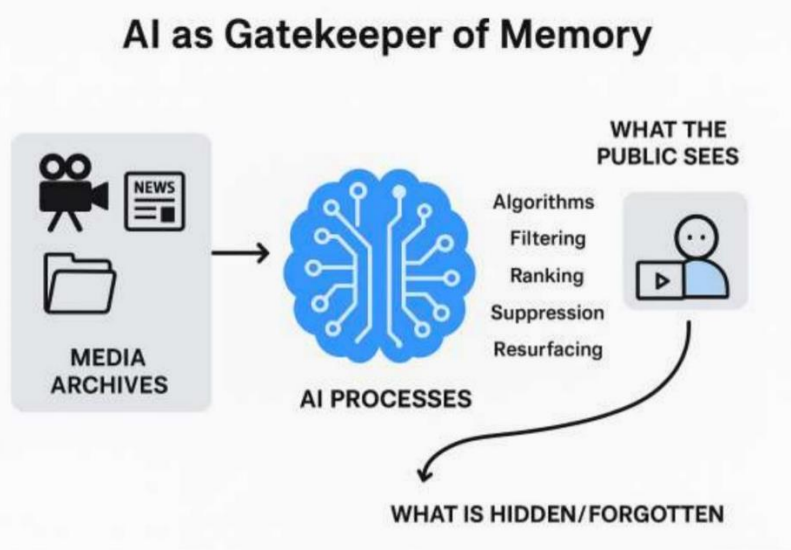 AI as Gatekeeper of Memory
NEWS
MEDIA
ARCHIVES
AI PROCESSES
Algorithms
Filtering
Ranking
Suppression
Resurfacing
WHAT THE
PUBLIC SEES
WHAT IS HIDDEN/FORGOTTEN